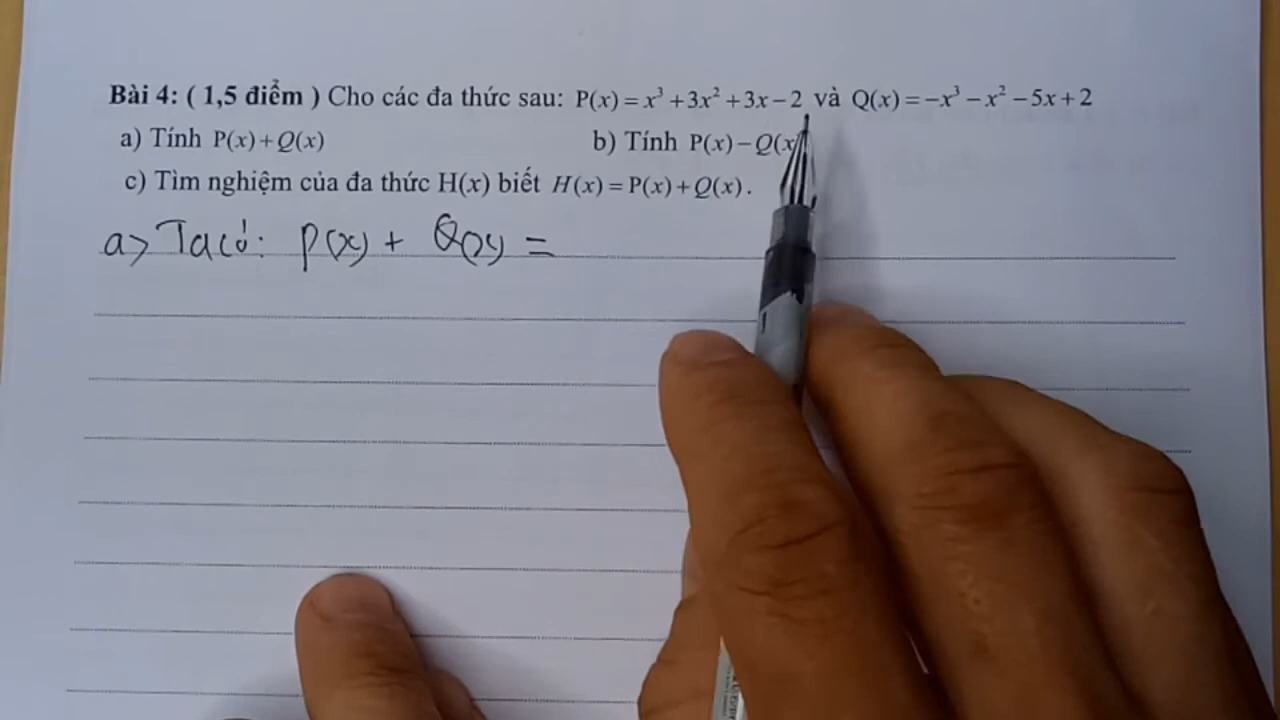 Bài 4: ( 1,5 điểm ) Cho các đa thức sau: P(x) = x³ + 3x² + 3x − 2 và Q(x) = −x³ − x² − 5x + 2
a) Tính P(x) + Q(x) b) Tính P(x) − Q(x
c) Tìm nghiệm của đa thức H(x) biết H(x) = P(x) + Q(x).
a> Ta có: P(x) + Q(x) =